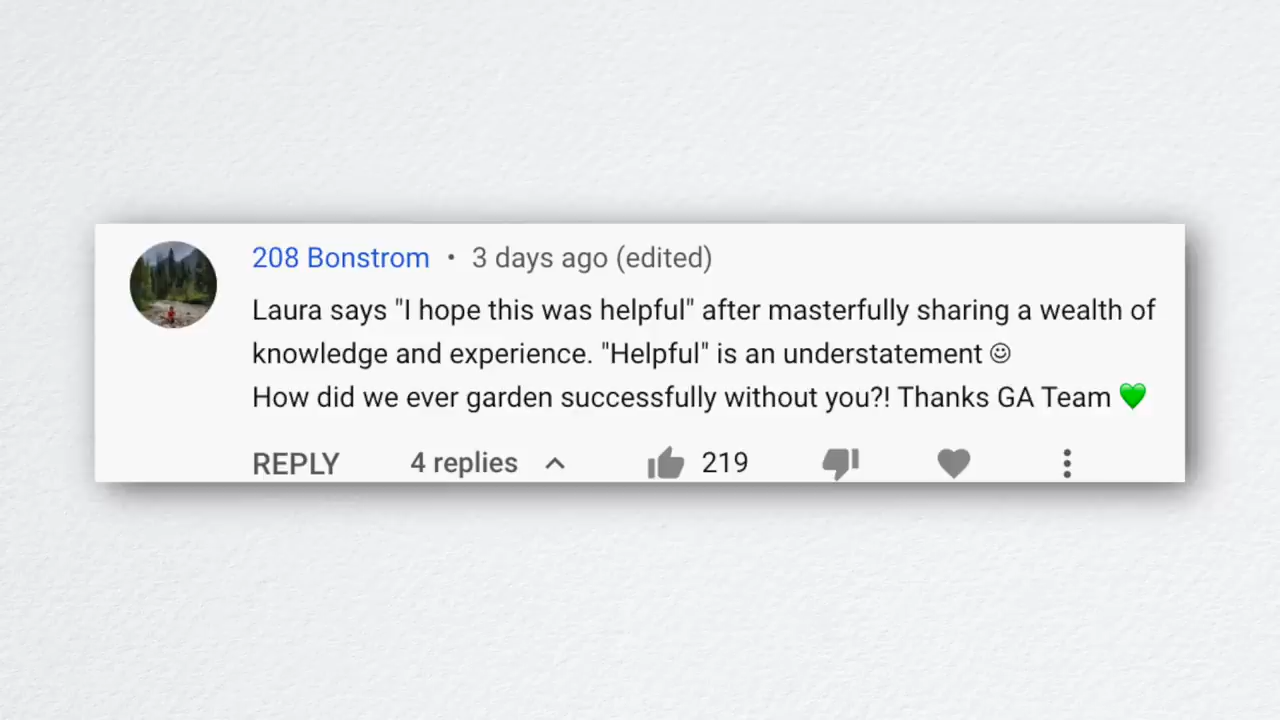 208 Bonstrom • 3 days ago (edited)
Laura says "I hope this was helpful" after masterfully sharing a wealth of
knowledge and experience. "Helpful" is an understatement ☺
How did we ever garden successfully without you?! Thanks GA Team 💚
REPLY 4 replies 219